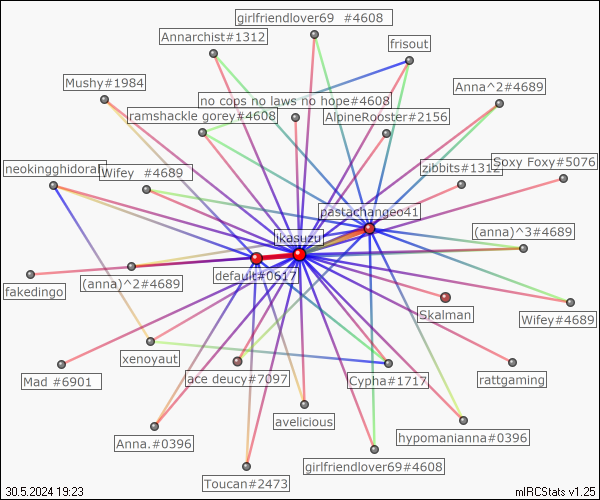 girlfriendlover69  #4608
Annarchist#1312
frisout
Mushy#1984
Anna^2#4689
no cops no laws no hope#4608
ramshackle gorey#4608
AlpineRooster#2156
neokingghidorah
Wifey  #4689
zibbits#1312
Soxy Foxy#5076
pastachangeo41
ikasuzu
(anna)^3#4689
default#0617
fakedingo
(anna)^2#4689
Skalman
Wifey#4689
xenoyaut
Mad #6901
ace deucy#7097
Cypha#1717
rattgaming
avelicious
Anna.#0396
hypomanianna#0396
girlfriendlover69#4608
Toucan#2473
30.5.2024 19:23
mIRCStats v1.25